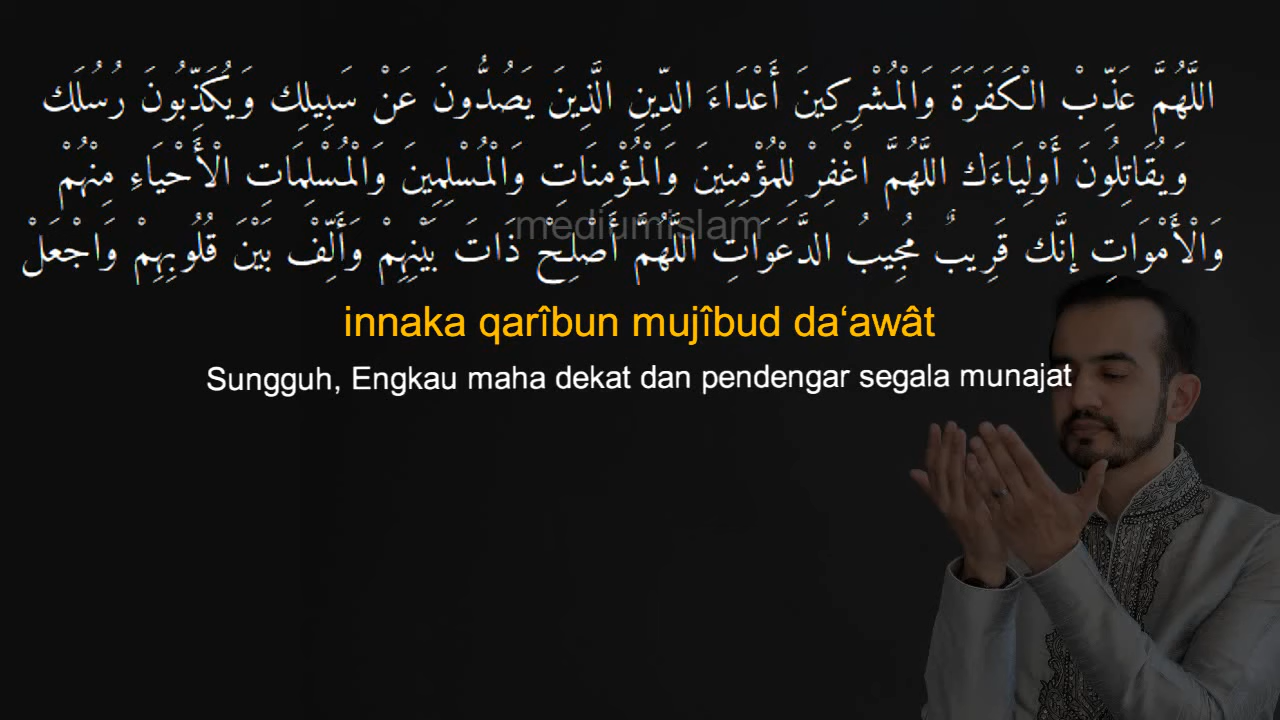 اللَّهُمَّ عَذِّبْ الْكَفَرَةَ وَالْمُشْرِكِينَ أَعْدَاءَ الدِّينِ الَّذِينَ يَصُدُّونَ عَنْ سَبِيلِك وَيُكَذِّبُونَ رُسُلَك
وَيُقَاتِلُونَ أَوْلِيَاءَك اللَّهُمَّ اغْفِرْ لِلْمُؤْمِنِينَ وَالْمُؤْمِنَاتِ وَالْمُسْلِمِينَ وَالْمُسْلِمَاتِ الْأَحْيَاءِ مِنْهُمْ
mediumislam
وَالْأَمْوَاتِ إنَّك قَرِيبٌ مُجِيبُ الدَّعَوَاتِ اللَّهُمَّ أَصْلِحْ ذَاتَ بَيْنِهِمْ وَأَلِّفْ بَيْنَ قُلُوبِهِمْ وَاجْعَلْ
innaka qarîbun mujîbud da‘awât
Sungguh, Engkau maha dekat dan pendengar segala munajat